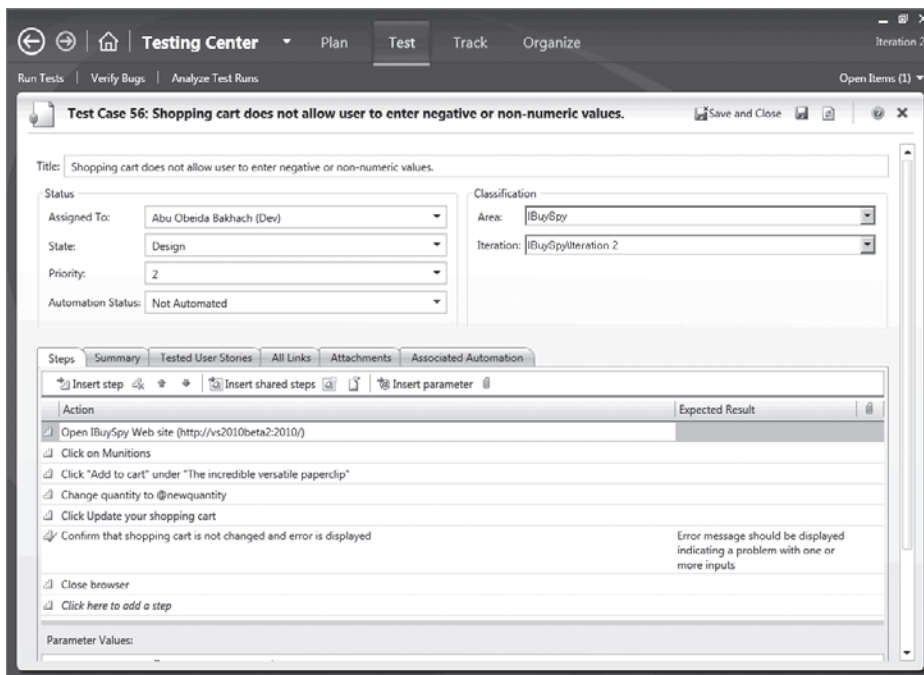 Testing Center
Plan
Test
Track
Organize
Iteration 2
Run Tests
Verify Bugs
Analyze Test Runs
Open Items (1)
Test Case 56: Shopping cart does not allow user to enter negative or non-numeric values.
Save and Close
Title: Shopping cart does not allow user to enter negative or non-numeric values.
Status
Classification
Assigned To: Abu Obeida Bakhach (Dev)
Area: IBuySpy
State: Design
Iteration: IBuySpy\Iteration 2
Priority: 2
Automation Status: Not Automated
Steps
Summary
Tested User Stories
All Links
Attachments
Associated Automation
Insert step
Insert shared steps
Insert parameter
Action
Expected Result
Open IBuySpy Web site (http://vs2010beta2:2010/)
Click on Munitions
Click "Add to cart" under "The incredible versatile paperclip"
Change quantity to @newquantity
Click Update your shopping cart
Confirm that shopping cart is not changed and error is displayed
Error message should be displayed
indicating a problem with one or
more inputs
Close browser
Click here to add a step
Parameter Values: